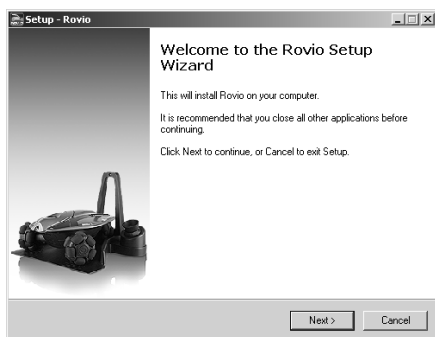 Setup - Rovio
Welcome to the Rovio Setup
Wizard
This will install Rovio on your computer.
It is recommended that you close all other applications before
continuing.
Click Next to continue, or Cancel to exit Setup.
Next >
Cancel